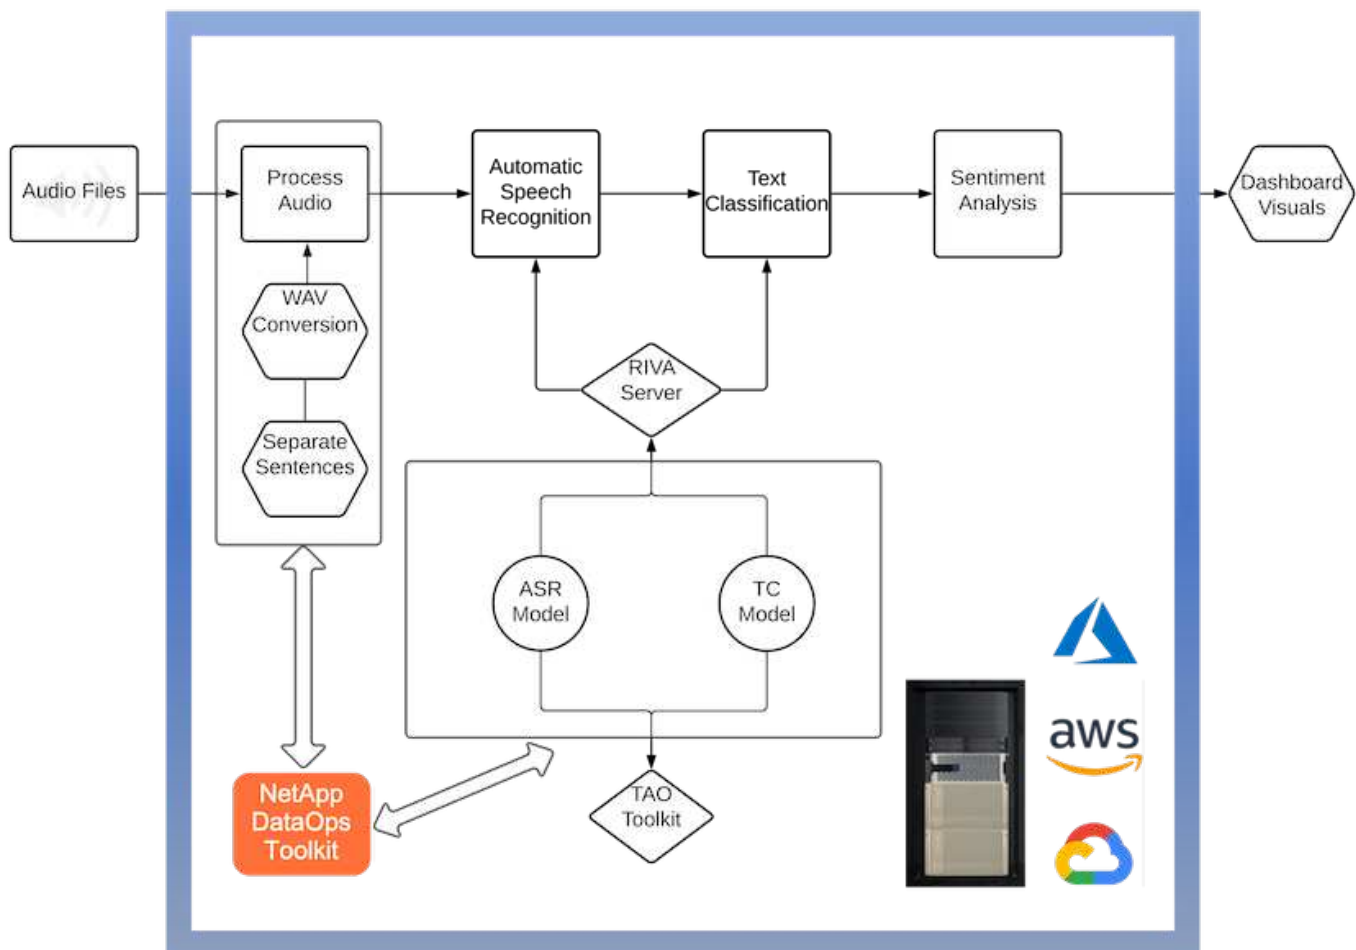 Audio Files
Process
Audio
Automatic
Speech
Recognition
Text
Classification
Sentiment
Analysis
Dashboard
Visuals
WAV
Conversion
Separate
Sentences
RIVA
Server
ASR
Model
TC
Model
NetApp
DataOps
Toolkit
TAO
Toolkit
aws